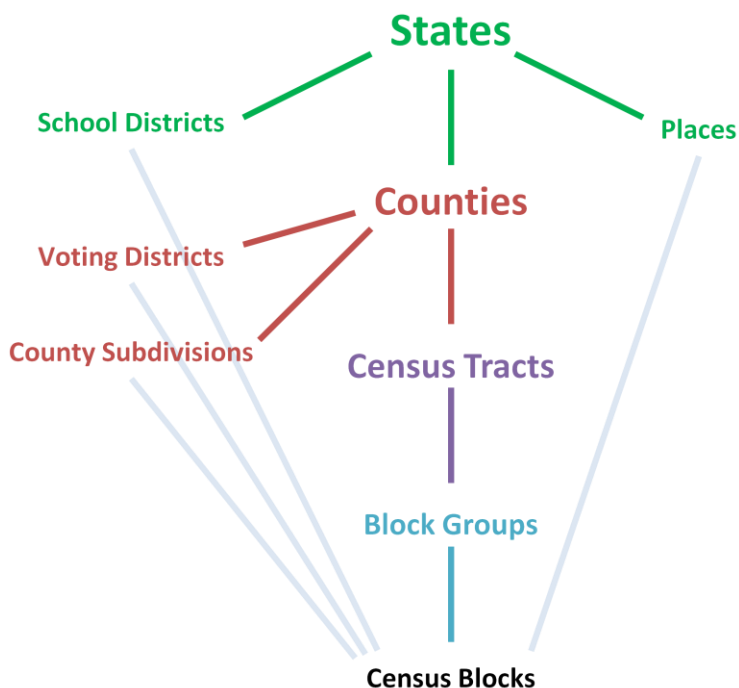 States
School Districts
Places
Counties
Voting Districts
County Subdivisions
Census Tracts
Block Groups
Census Blocks